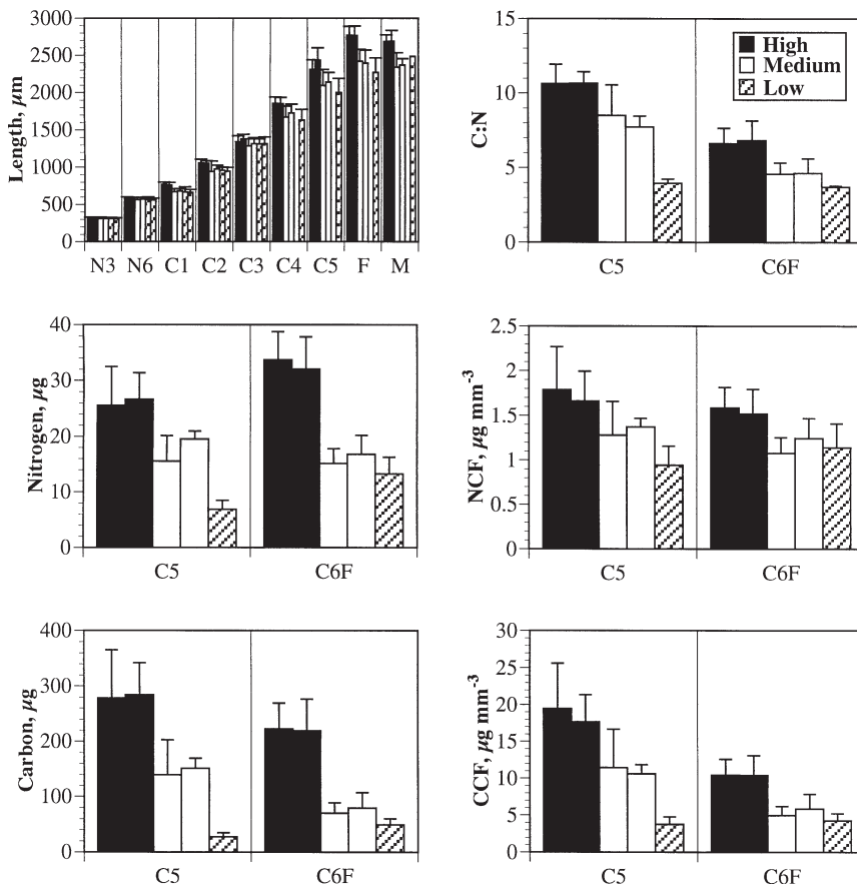 3000
2500
2000
1500
1000
500
0
Length, µm
N3 N6 C1 C2 C3 C4 C5 F M
15
10
5
0
C:N
High
Medium
Low
C5 C6F
40
30
20
10
0
Nitrogen, µg
C5 C6F
2.5
2
1.5
1
0.5
0
NCF, µg mm⁻³
C5 C6F
400
300
200
100
0
Carbon, µg
C5 C6F
30
25
20
15
10
5
0
CCF, µg mm⁻³
C5 C6F